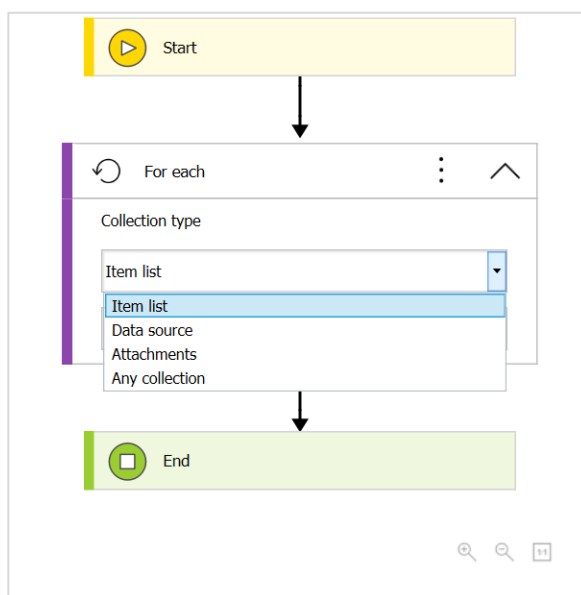 Start
For each
Collection type
Item list
Item list
Data source
Attachments
Any collection
End